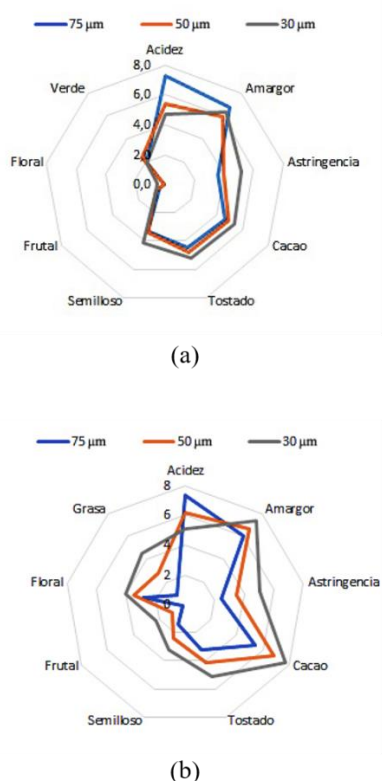 75 µm 50 µm 30 µm
Acidez
8,0
Verde
Amargor
6,0
4,0
Floral
2,0
Astringencia
0,0
Frutal
Cacao
Semilloso
Tostado
(a)
75 µm 50 µm 30 µm
Acidez
8
Grasa
Amargor
6
4
Floral
2
Astringencia
0
Frutal
Cacao
Semilloso
Tostado
(b)